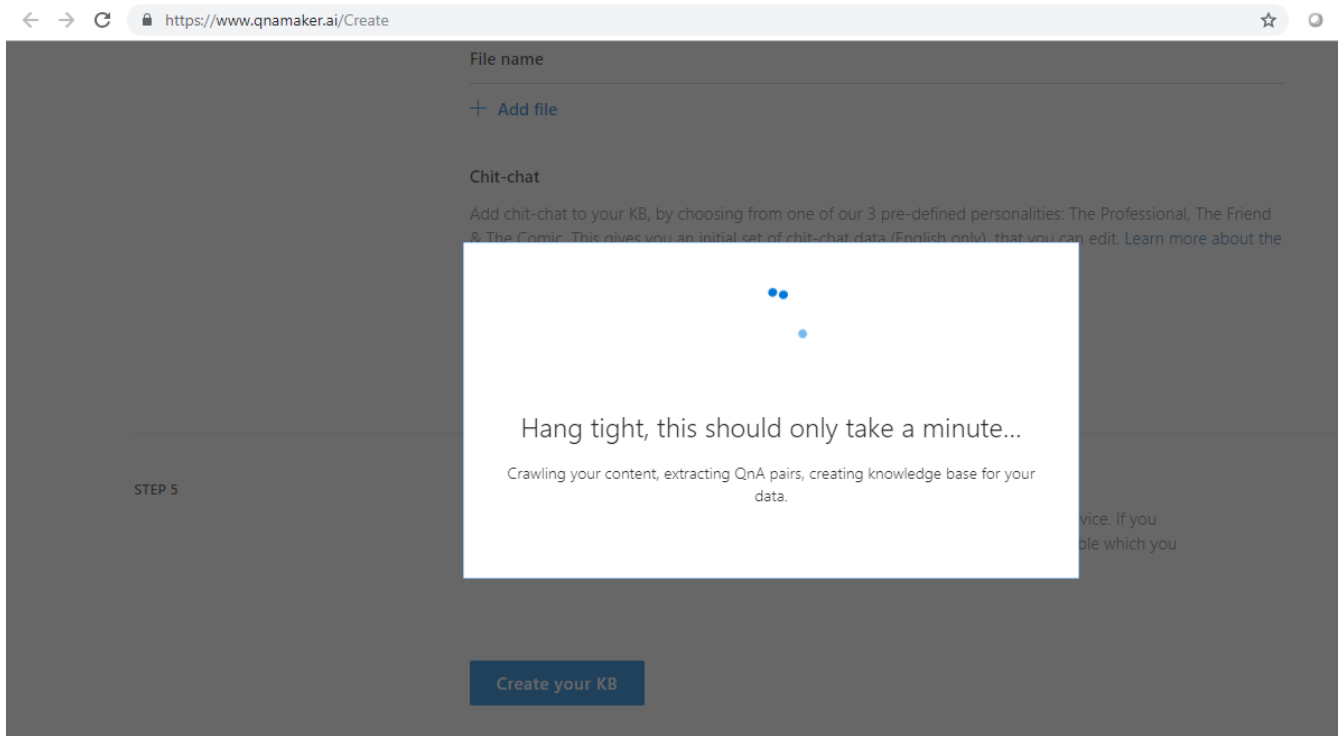 https://www.qnamaker.ai/Create
File name
+ Add file
Chit-chat
Add chit-chat to your KB, by choosing from one of our 3 pre-defined personalities: The Professional, The Friend
& The Comic. This gives you an initial set of chit-chat data (English only), that you can edit. Learn more about the
Hang tight, this should only take a minute...
Crawling your content, extracting QnA pairs, creating knowledge base for your
data.
STEP 5
vice. If you
ble which you
Create your KB